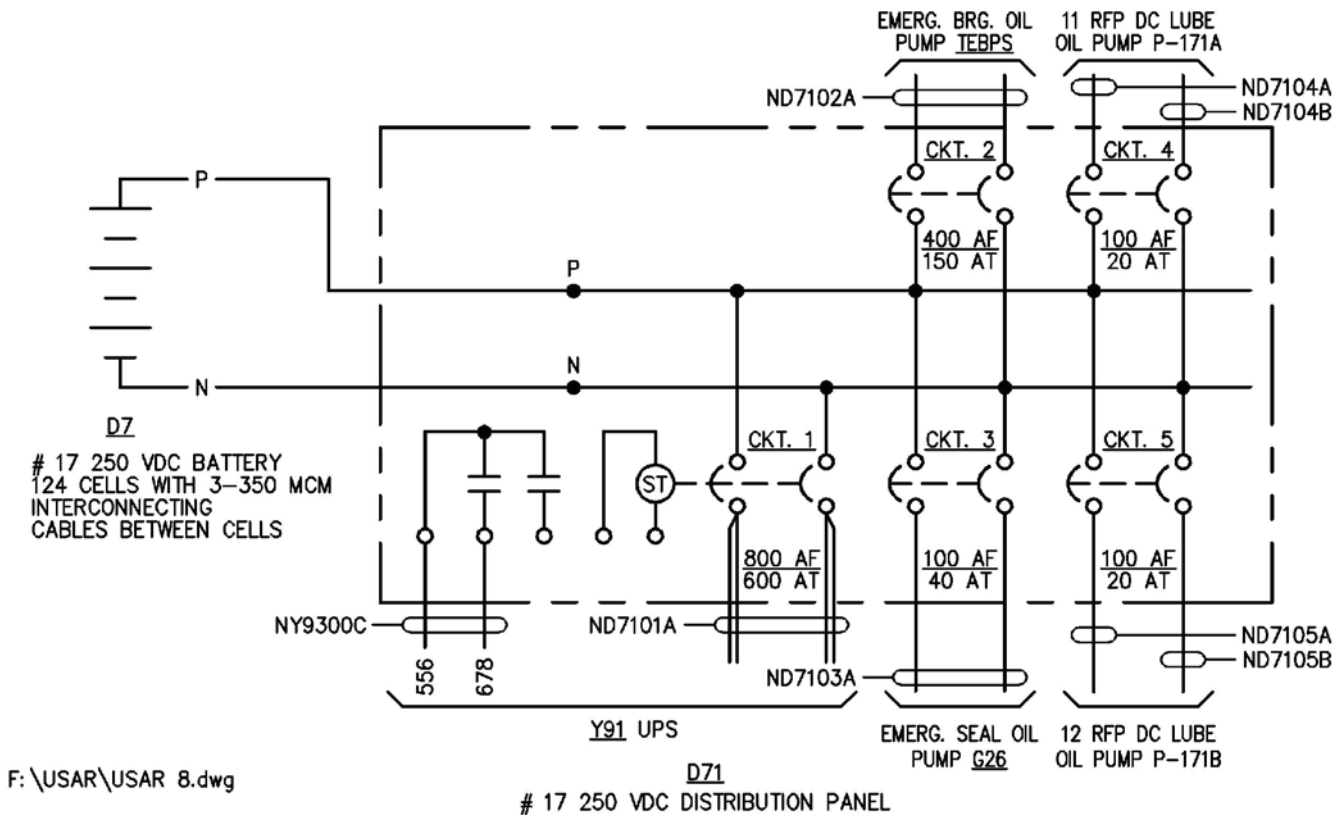 EMERG. BRG. OIL
PUMP TEBPS
11 RFP DC LUBE
OIL PUMP P-171A
ND7102A
ND7104A
ND7104B
CKT. 2
CKT. 4
P
400 AF
150 AT
100 AF
20 AT
P
N
N
D7
# 17 250 VDC BATTERY
124 CELLS WITH 3-350 MCM
INTERCONNECTING
CABLES BETWEEN CELLS
CKT. 1
CKT. 3
CKT. 5
ST
800 AF
600 AT
100 AF
40 AT
100 AF
20 AT
NY9300C
ND7101A
ND7105A
ND7105B
556
678
ND7103A
Y91 UPS
EMERG. SEAL OIL
PUMP G26
12 RFP DC LUBE
OIL PUMP P-171B
F:\USAR\USAR 8.dwg
D71
# 17 250 VDC DISTRIBUTION PANEL